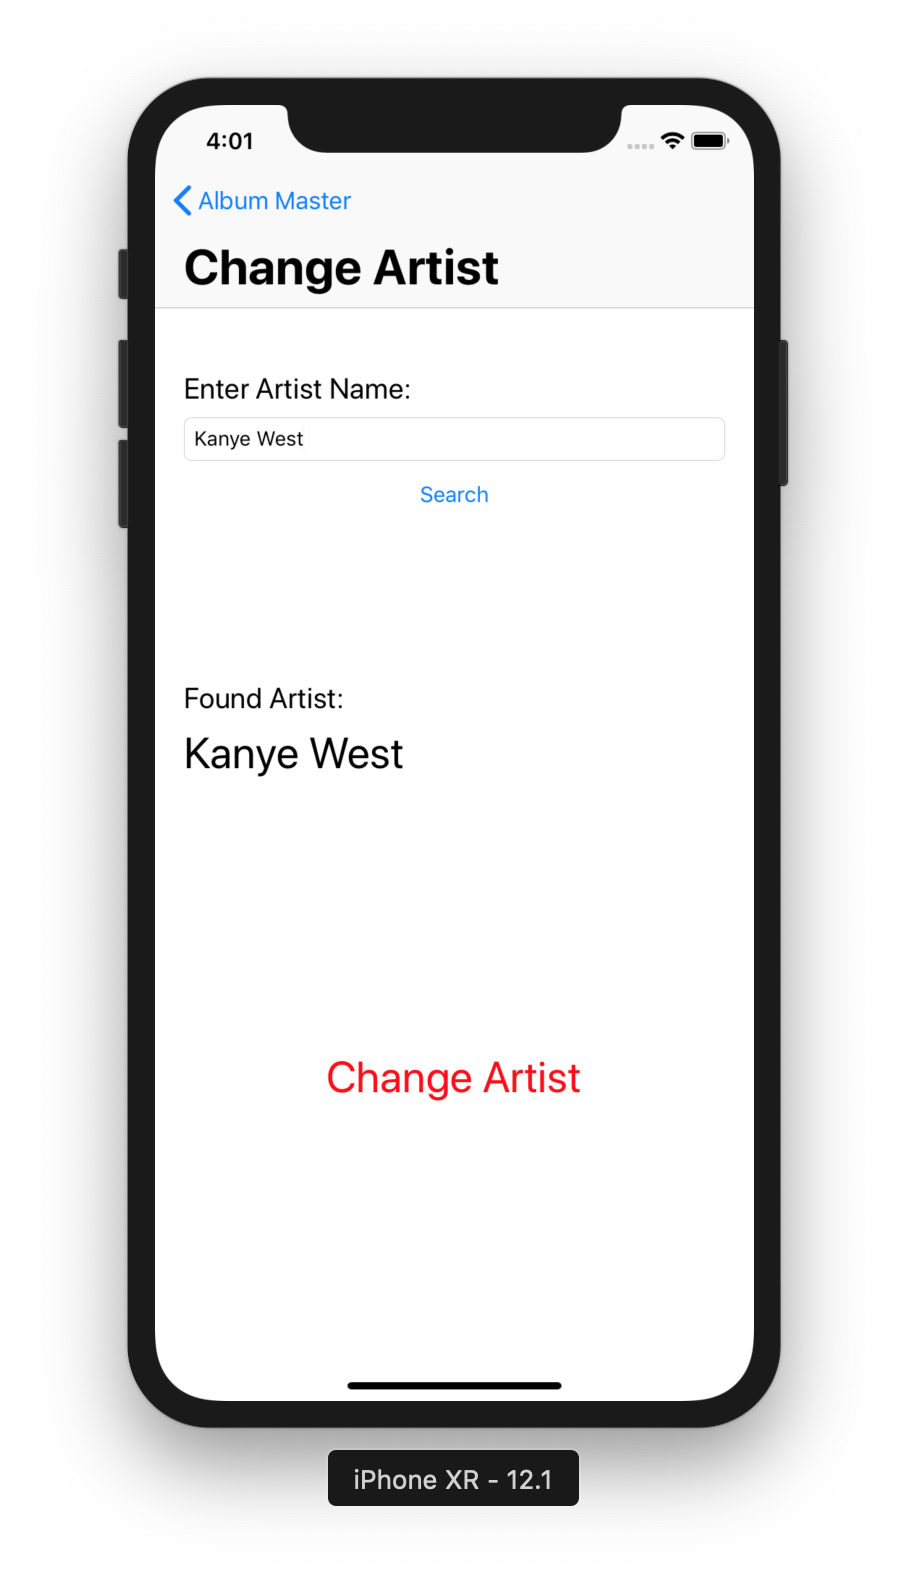 4:01
Album Master
Change Artist
Enter Artist Name:
Kanye West
Search
Found Artist:
Kanye West
Change Artist
iPhone XR - 12.1